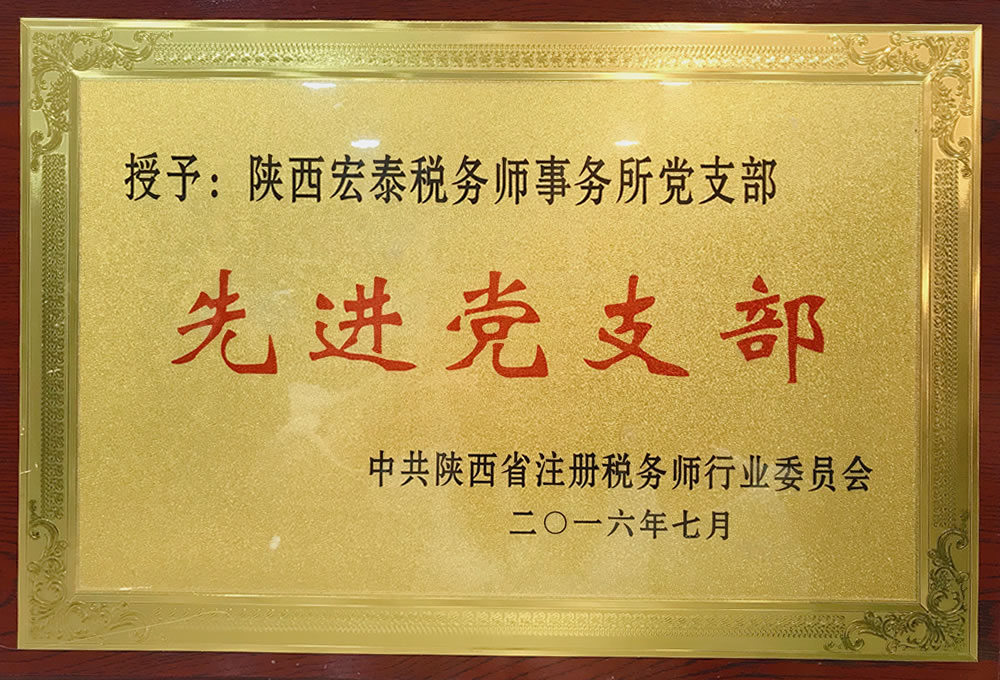 授予：陕西宏泰税务师事务所党支部
先进党支部
中共陕西省注册税务师行业委员会
二〇一六年七月